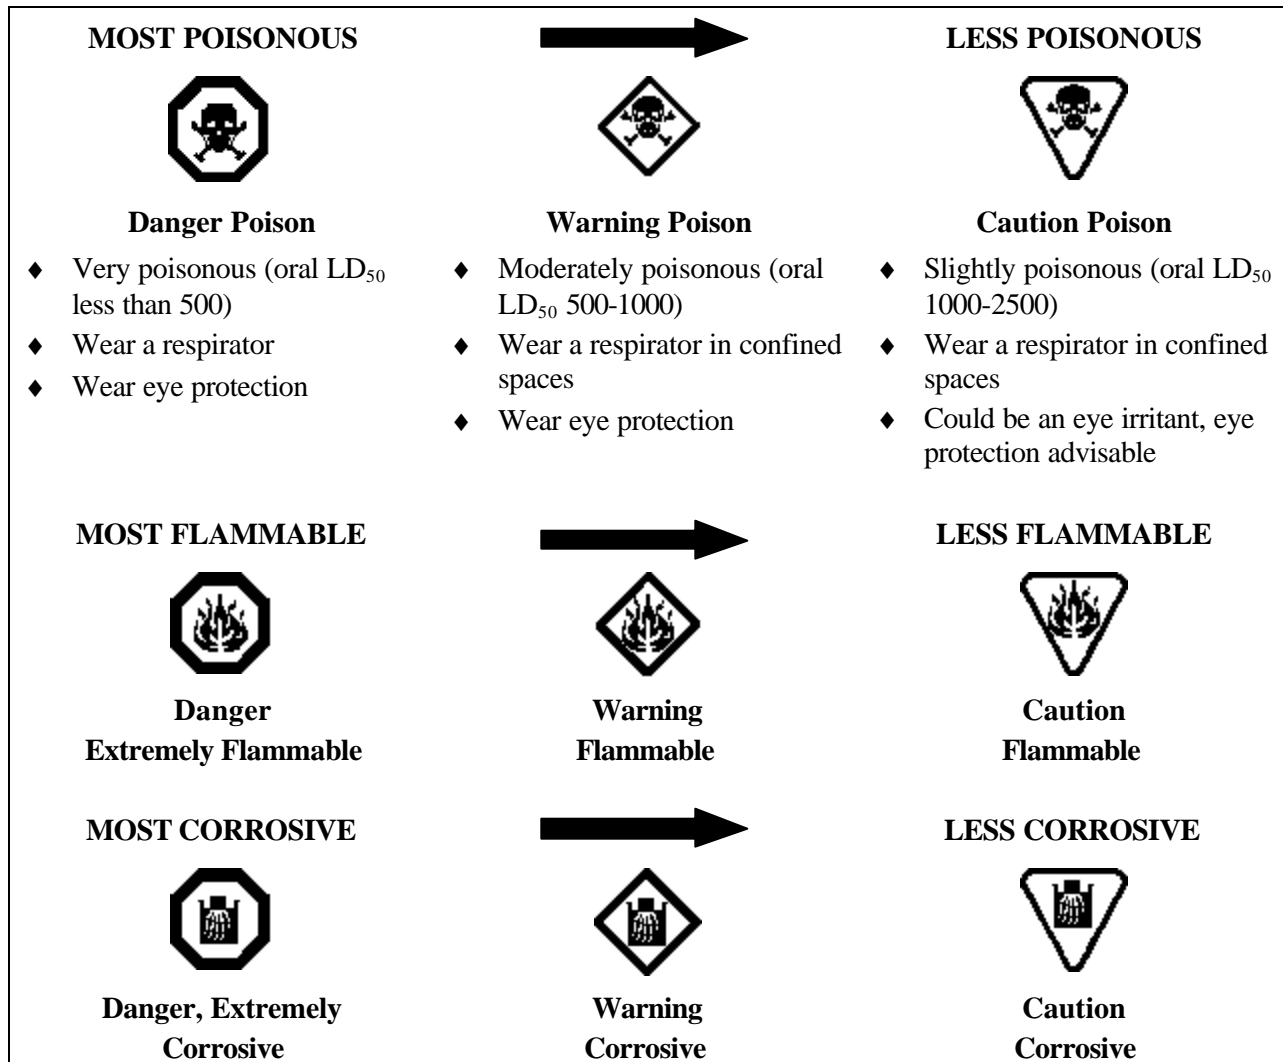 MOST POISONOUS
LESS POISONOUS
Danger Poison
Warning Poison
Caution Poison
♦ Very poisonous (oral LD₅₀
less than 500)
♦ Wear a respirator
♦ Wear eye protection
♦ Moderately poisonous (oral
LD₅₀ 500-1000)
♦ Wear a respirator in confined
spaces
♦ Wear eye protection
♦ Slightly poisonous (oral LD₅₀
1000-2500)
♦ Wear a respirator in confined
spaces
♦ Could be an eye irritant, eye
protection advisable
MOST FLAMMABLE
LESS FLAMMABLE
Danger
Extremely Flammable
Warning
Flammable
Caution
Flammable
MOST CORROSIVE
LESS CORROSIVE
Danger, Extremely
Corrosive
Warning
Corrosive
Caution
Corrosive